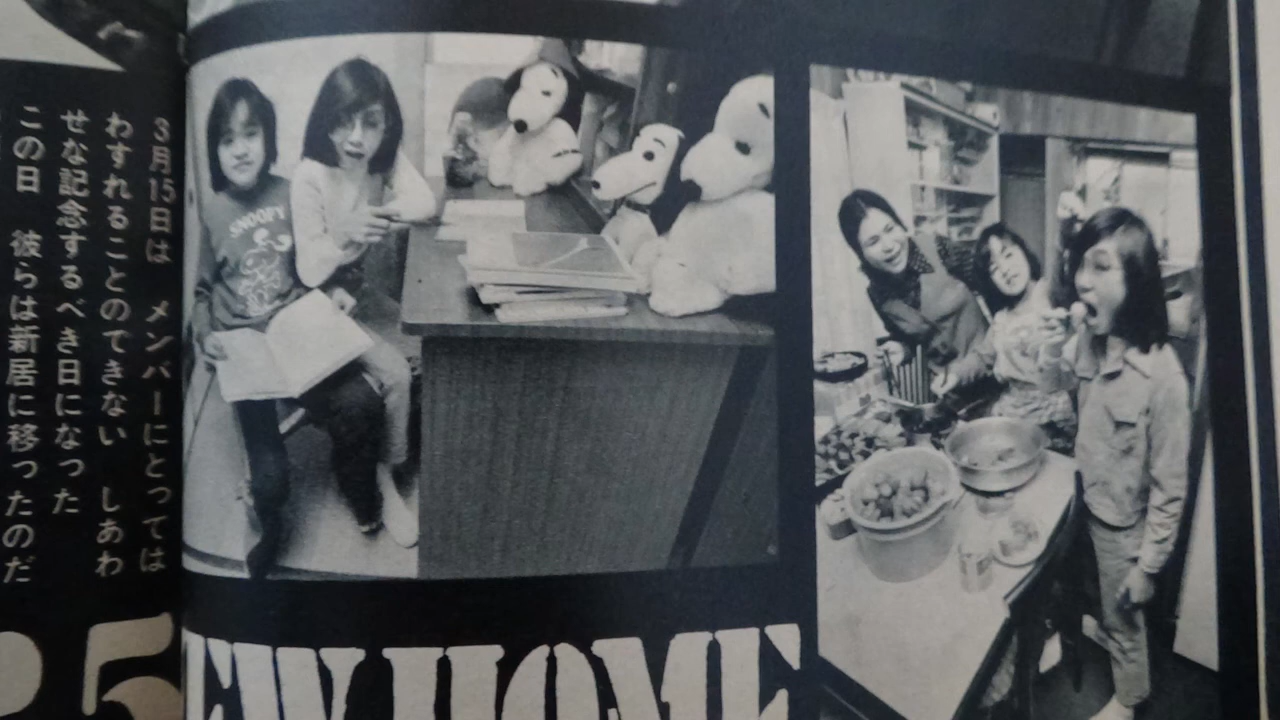 3月15日は メンバーにとっては
わすれることのできない しあわ
せな記念するべき日になった
この日 彼らは新居に移ったのだ
SNOOPY
5
EW HOME